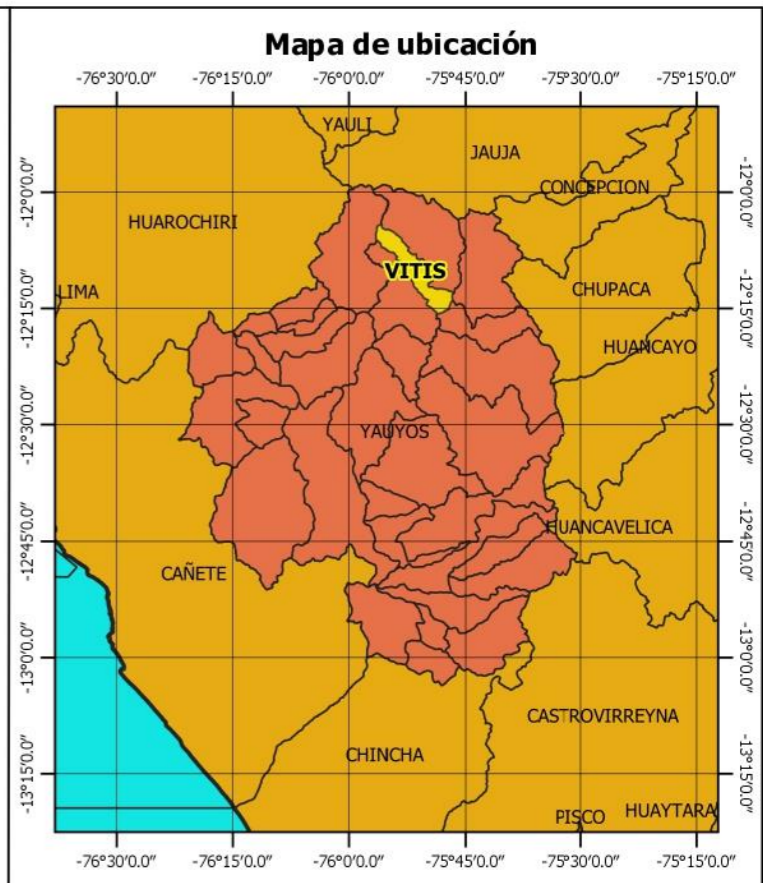 Mapa de ubicación
-76°30′0.0″ -76°15′0.0″ -76°0′0.0″ -75°45′0.0″ -75°30′0.0″ -75°15′0.0″
YAULI
JAUJA
-12°0′0.0″ CONCEPCION -12°0′0.0″
HUAROCHIRI
VITIS
LIMA CHUPACA
-12°15′0.0″ -12°15′0.0″
HUANCAYO
-12°30′0.0″ YAUYOS -12°30′0.0″
HUANCAVELICA
-12°45′0.0″ -12°45′0.0″
CAÑETE
-13°0′0.0″ -13°0′0.0″
CASTROVIRREYNA
CHINCHA
-13°15′0.0″ -13°15′0.0″
PISCO HUAYTARA
-76°30′0.0″ -76°15′0.0″ -76°0′0.0″ -75°45′0.0″ -75°30′0.0″ -75°15′0.0″